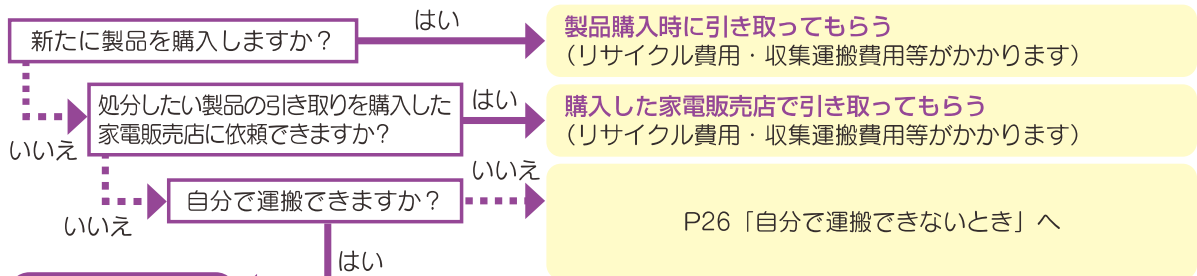 新たに製品を購入しますか？
はい
製品購入時に引き取ってもらう
（リサイクル費用・収集運搬費用等がかかります）
いいえ
処分したい製品の引き取りを購入した
家電販売店に依頼できますか？
はい
購入した家電販売店で引き取ってもらう
（リサイクル費用・収集運搬費用等がかかります）
いいえ
自分で運搬できますか？
いいえ
P26「自分で運搬できないとき」へ
はい